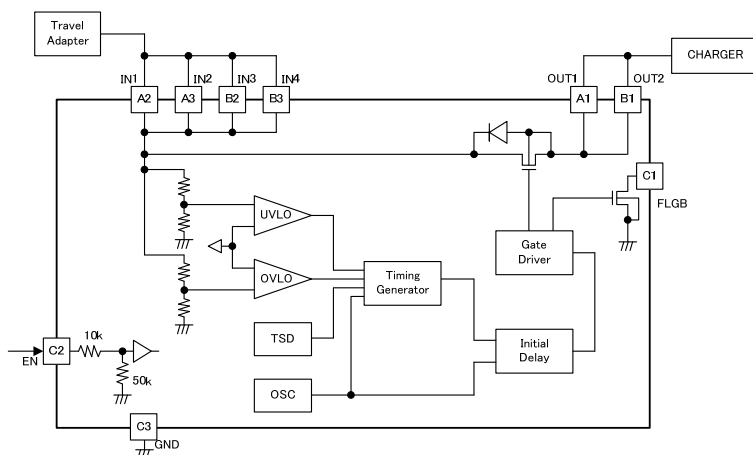 Travel
Adapter
CHARGER
IN1
IN2
IN3
IN4
OUT1
OUT2
A2
A3
B2
B3
A1
B1
C1
FLGB
UVLO
OVLO
Gate
Driver
Timing
Generator
TSD
Initial
Delay
OSC
C2
EN
10k
50k
C3
GND